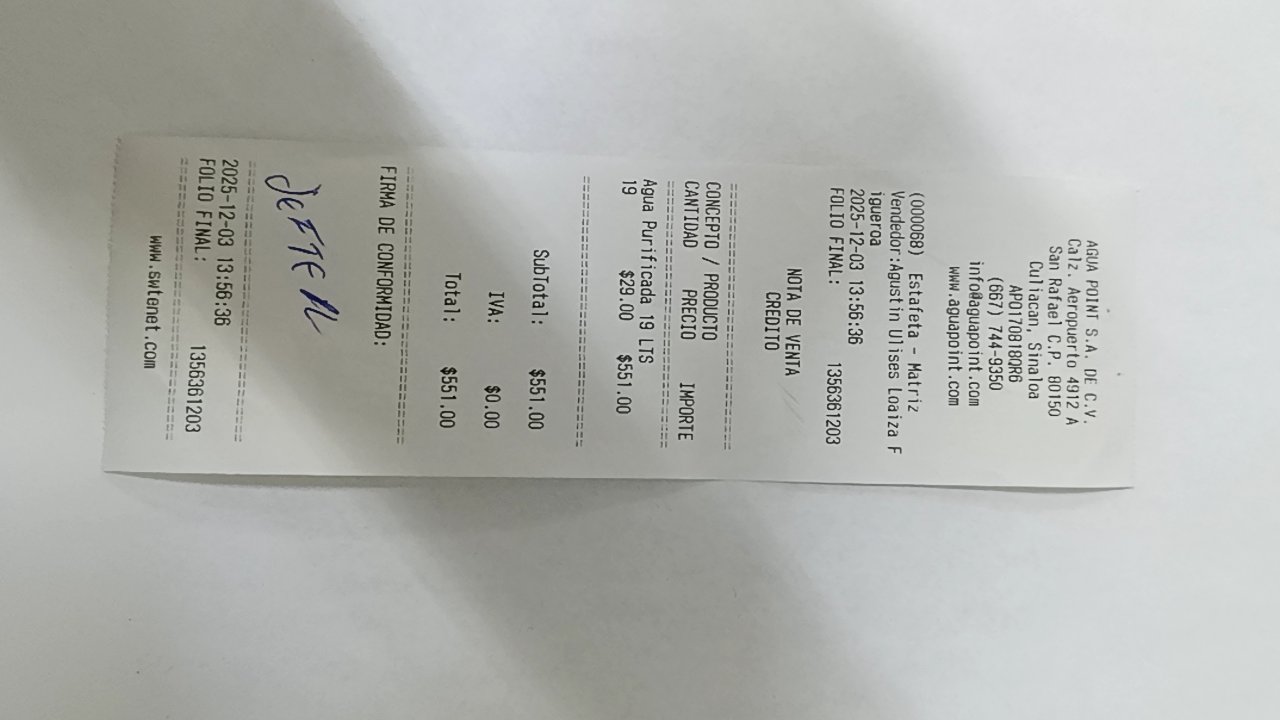 AGUA POINT S.A. DE C.V.
Calz. Aeropuerto 4912 A
San Rafael C.P. 80150
Culiacan, Sinaloa
APO170818QR6
(667) 744-9350
info@aguapoint.com
www.aguapoint.com
(000068) Estafeta - Matriz
Vendedor:Agustin Ulises Loaiza F
igueroa
2025-12-03 13:56:36
FOLIO FINAL: 1356361203
NOTA DE VENTA
CREDITO
--------------------------------
CONCEPTO / PRODUCTO
CANTIDAD PRECIO IMPORTE
--------------------------------
Agua Purificada 19 LTS
19 $29.00 $551.00
--------------------------------
SubTotal: $551.00
IVA: $0.00
Total: $551.00
--------------------------------
FIRMA DE CONFORMIDAD:
--------------------------------
2025-12-03 13:56:36
FOLIO FINAL: 1356361203
--------------------------------
www.swtenet.com